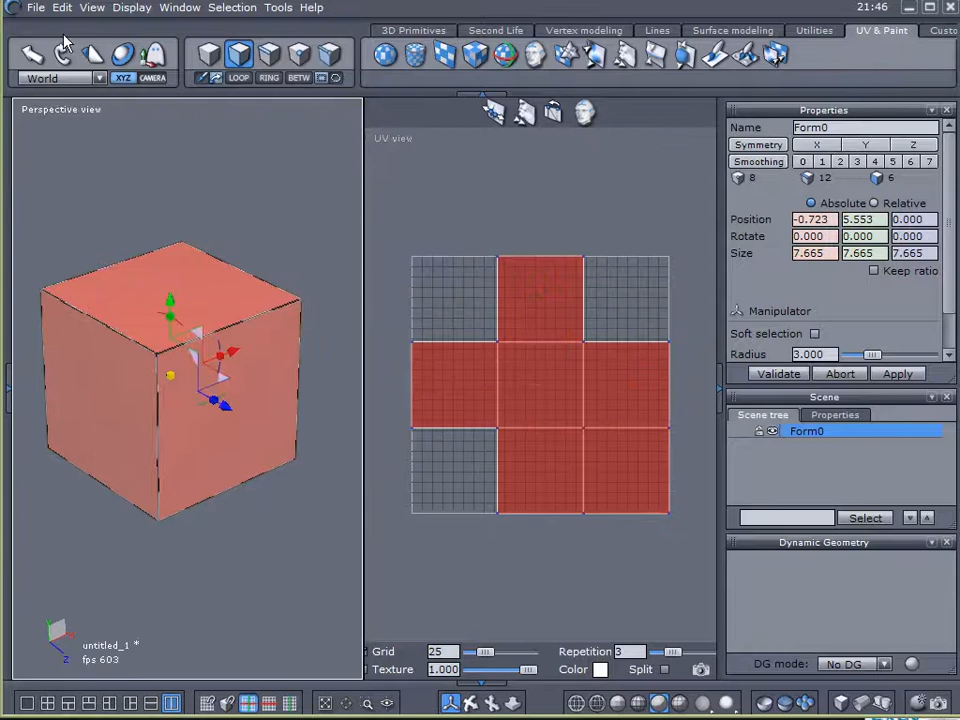 File Edit View Display Window Selection Tools Help 21:46
3D Primitives Second Life Vertex modeling Lines Surface modeling Utilities UV & Paint Custo
World XYZ CAMERA LOOP RING BETW
Perspective view
UV view
Properties
Name Form0
Symmetry X Y Z
Smoothing 0 1 2 3 4 5 6 7
8 12 6
Absolute Relative
Position -0.723 5.553 0.000
Rotate 0.000 0.000 0.000
Size 7.665 7.665 7.665
Keep ratio
Manipulator
Soft selection
Radius 3.000
Validate Abort Apply
Scene
Scene tree Properties
Form0
Select
Dynamic Geometry
DG mode: No DG
Y
X
Z
untitled_1 *
fps 603
Grid 25 Repetition 3
Texture 1.000 Color Split